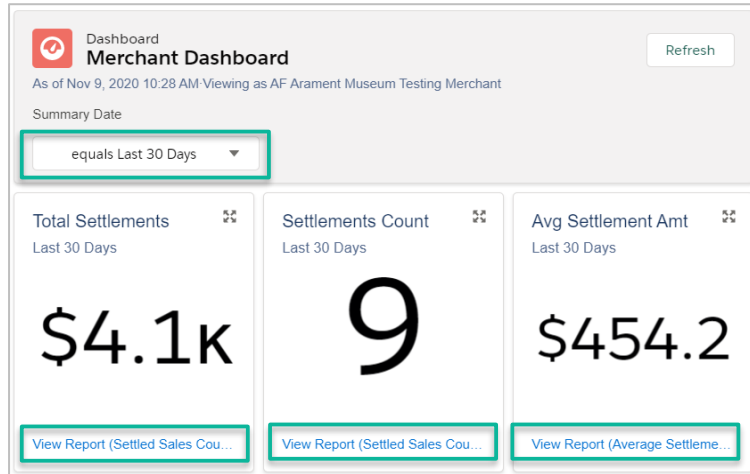 Dashboard
Merchant Dashboard
Refresh
As of Nov 9, 2020 10:28 AM·Viewing as AF Arament Museum Testing Merchant
Summary Date
equals Last 30 Days
Total Settlements
Last 30 Days
$4.1K
View Report (Settled Sales Cou...
Settlements Count
Last 30 Days
9
View Report (Settled Sales Cou...
Avg Settlement Amt
Last 30 Days
$454.2
View Report (Average Settleme...